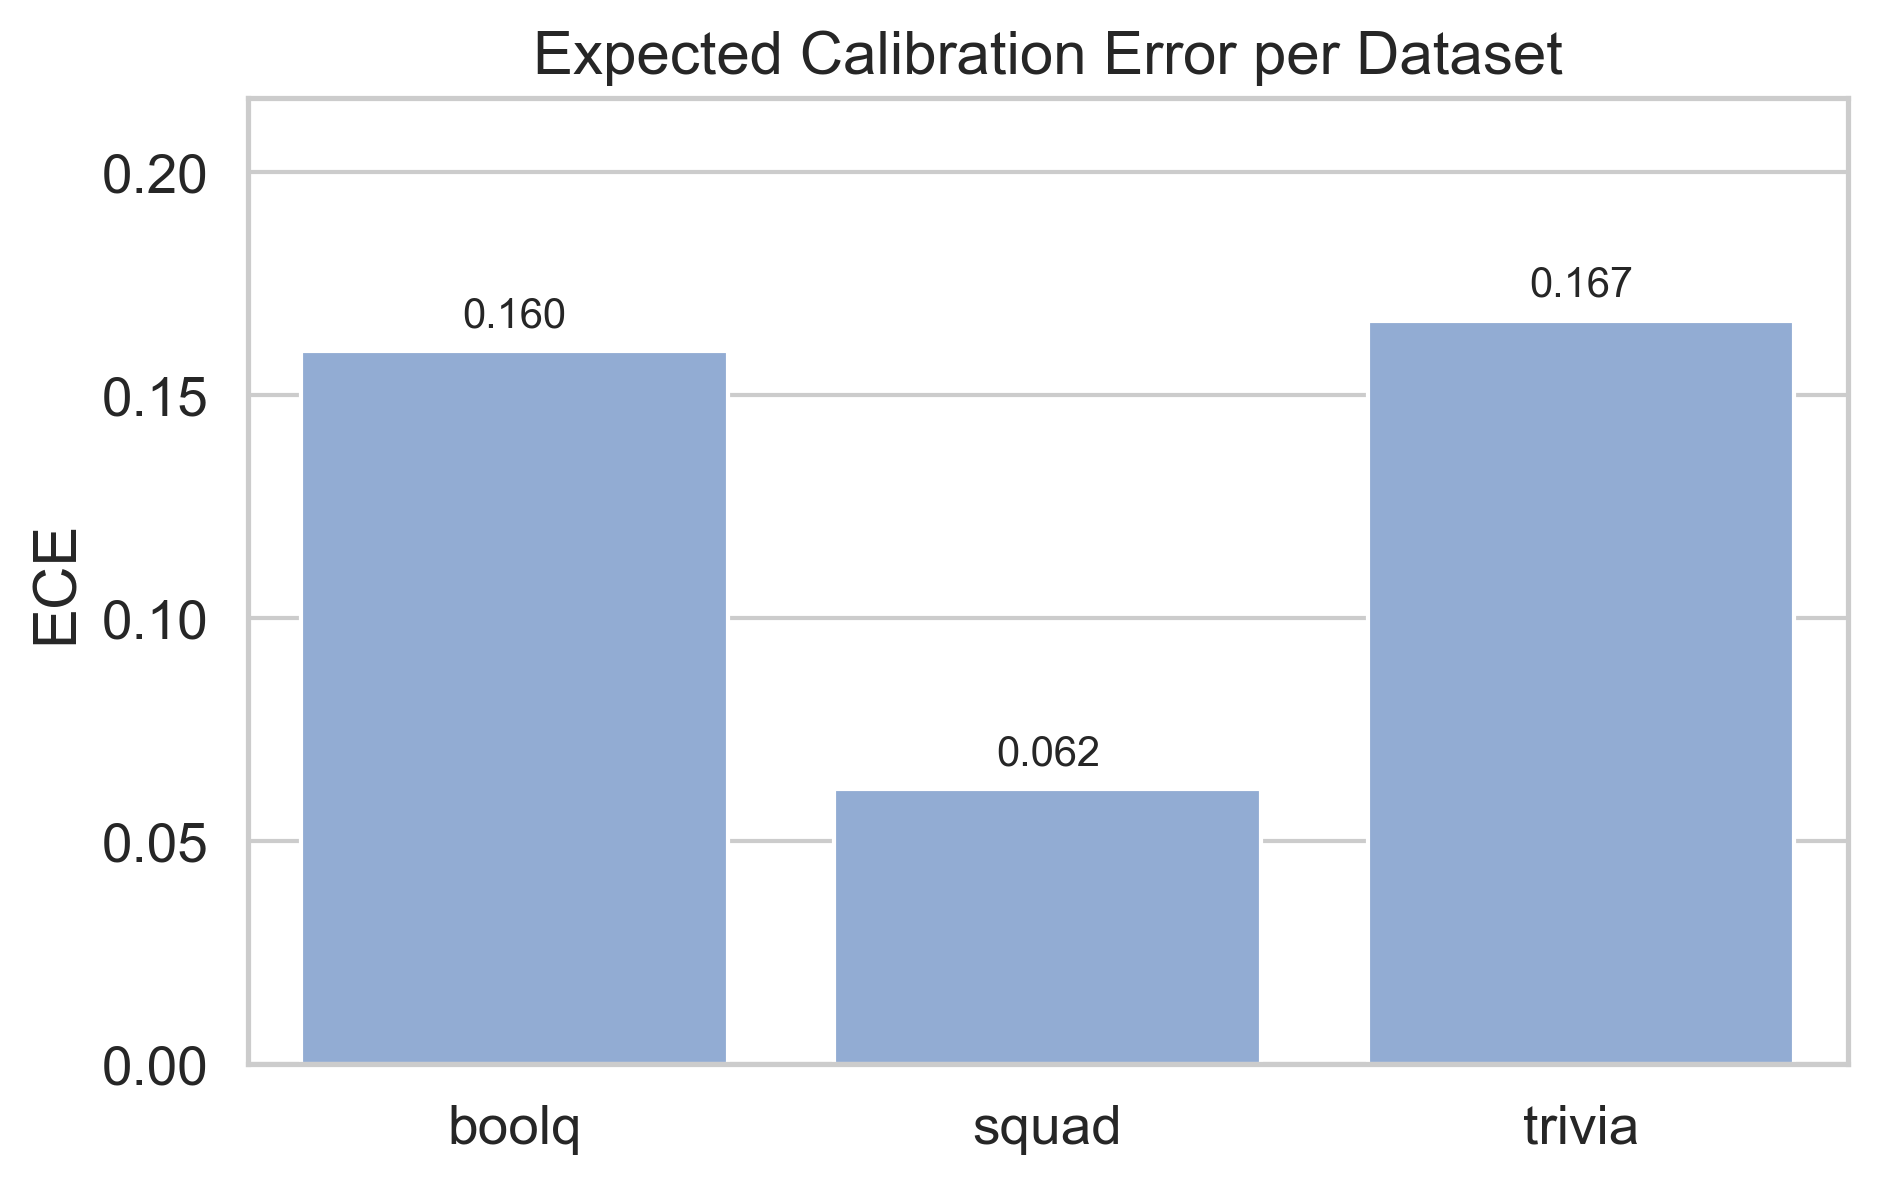 Expected Calibration Error per Dataset
0.20
0.167
0.160
0.15
ECE
0.10
0.062
0.05
0.00
boolq
squad
trivia